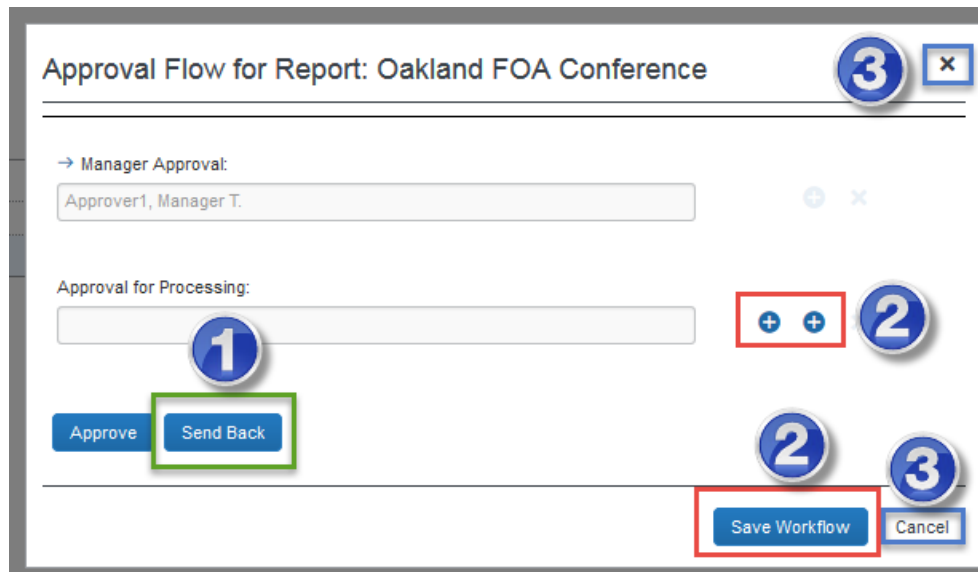 Approval Flow for Report: Oakland FOA Conference
3
×
→ Manager Approval:
Approver1, Manager T.
Approval for Processing:
2
1
Approve
Send Back
2
3
Save Workflow
Cancel